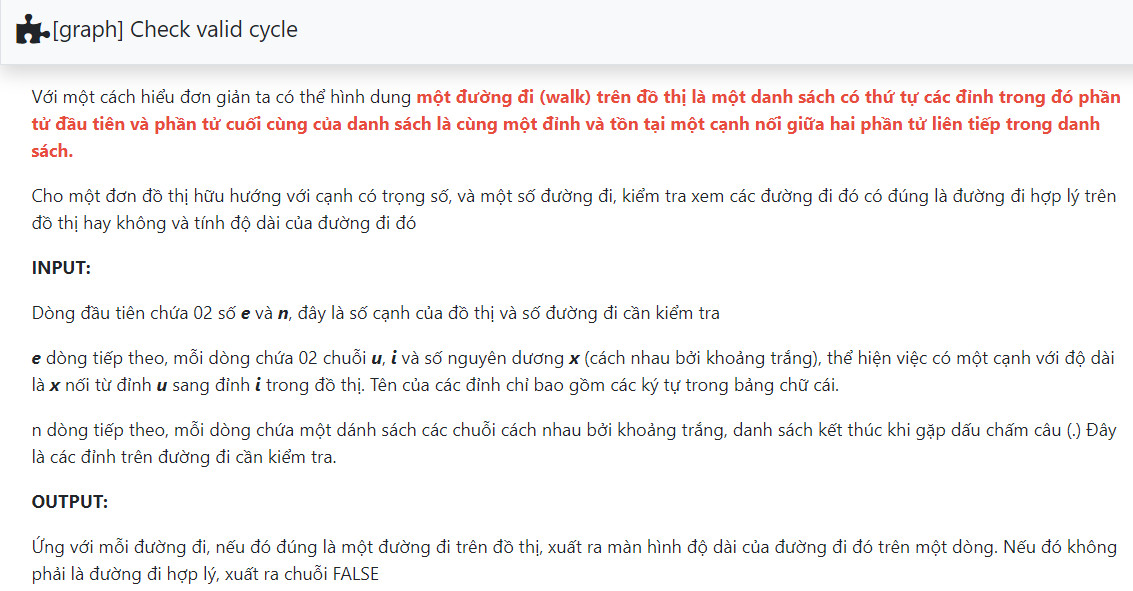 [graph] Check valid cycle
Với một cách hiểu đơn giản ta có thể hình dung một đường đi (walk) trên đồ thị là một danh sách có thứ tự các đỉnh trong đó phần
tử đầu tiên và phần tử cuối cùng của danh sách là cùng một đỉnh và tồn tại một cạnh nối giữa hai phần tử liên tiếp trong danh
sách.
Cho một đơn đồ thị hữu hướng với cạnh có trọng số, và một số đường đi, kiểm tra xem các đường đi đó có đúng là đường đi hợp lý trên
đồ thị hay không và tính độ dài của đường đi đó
INPUT:
Dòng đầu tiên chứa 02 số e và n, đây là số cạnh của đồ thị và số đường đi cần kiểm tra
e dòng tiếp theo, mỗi dòng chứa 02 chuỗi u, i và số nguyên dương x (cách nhau bởi khoảng trắng), thể hiện việc có một cạnh với độ dài
là x nối từ đỉnh u sang đỉnh i trong đồ thị. Tên của các đỉnh chỉ bao gồm các ký tự trong bảng chữ cái.
n dòng tiếp theo, mỗi dòng chứa một dánh sách các chuỗi cách nhau bởi khoảng trắng, danh sách kết thúc khi gặp dấu chấm câu (.) Đây
là các đỉnh trên đường đi cần kiểm tra.
OUTPUT:
Ứng với mỗi đường đi, nếu đó đúng là một đường đi trên đồ thị, xuất ra màn hình độ dài của đường đi đó trên một dòng. Nếu đó không
phải là đường đi hợp lý, xuất ra chuỗi FALSE